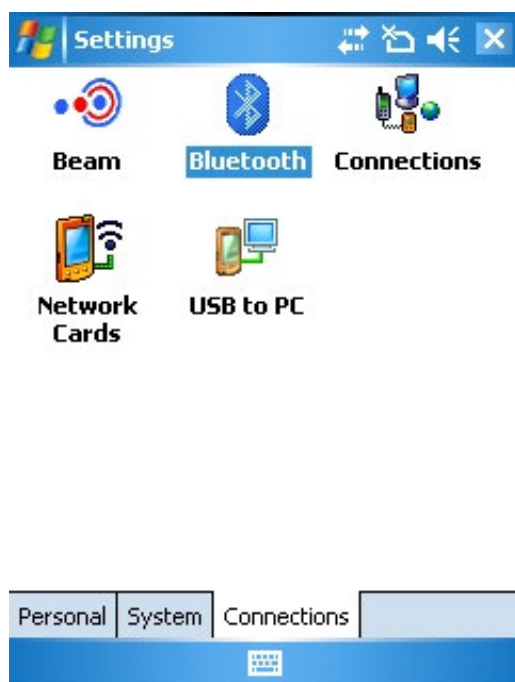 Settings
Beam
Bluetooth
Connections
Network
Cards
USB to PC
Personal
System
Connections